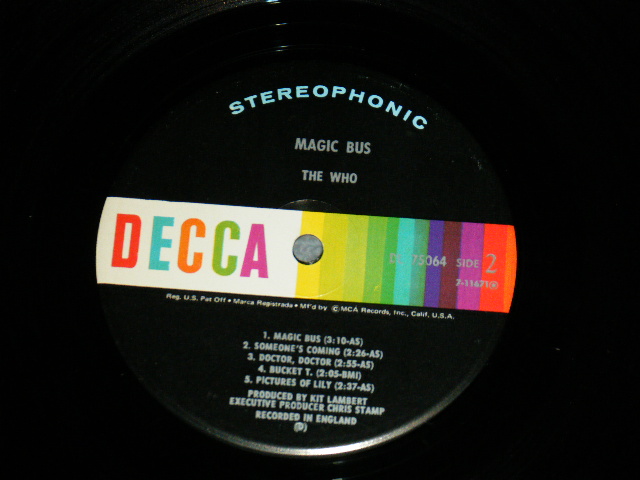 STEREOPHONIC
MAGIC BUS
THE WHO
DECCA
DL 75064 SIDE 2
7-11671
Reg. U.S. Pat Off • Marca Registrada • Mf'd by ⓒMCA Records, Inc., Calif, U.S.A.
1. MAGIC BUS (3:10-AS)
2. SOMEONE'S COMING (2:26-AS)
3. DOCTOR, DOCTOR (2:55-AS)
4. BUCKET T. (2:05-BMI)
5. PICTURES OF LILY (2:37-AS)
PRODUCED BY KIT LAMBERT
EXECUTIVE PRODUCER CHRIS STAMP
RECORDED IN ENGLAND
℗